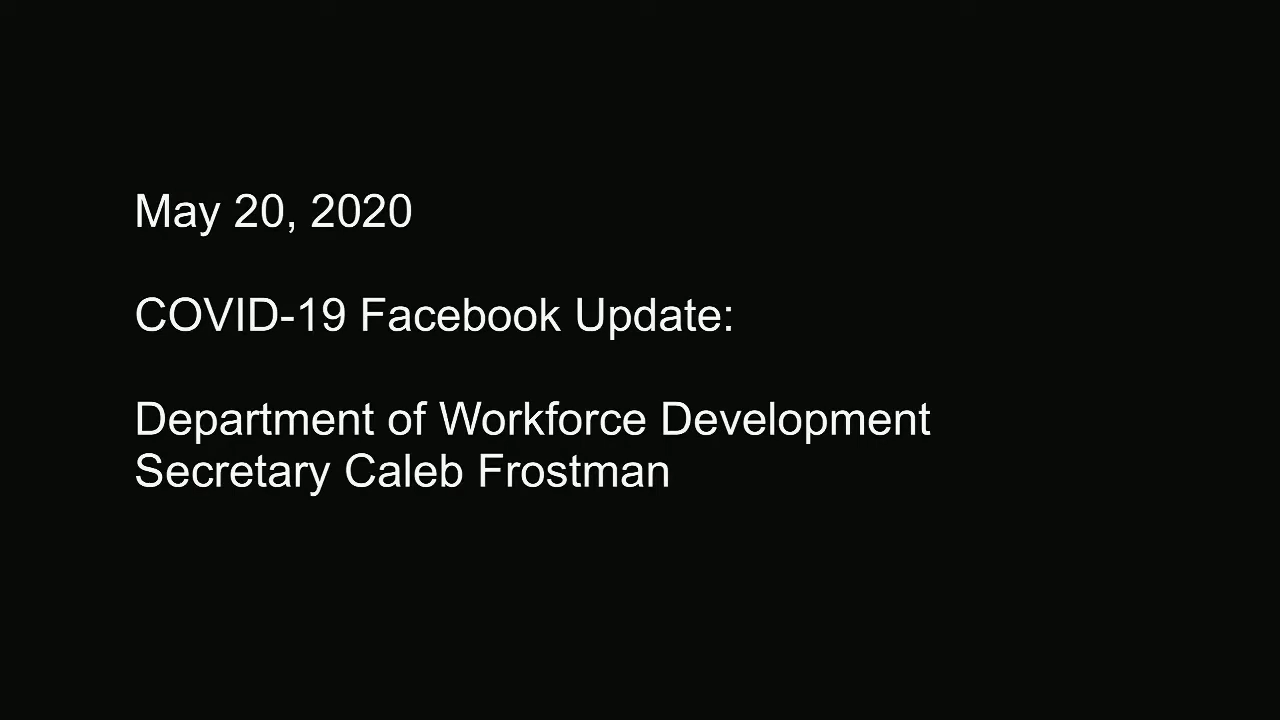 May 20, 2020
COVID-19 Facebook Update:
Department of Workforce Development
Secretary Caleb Frostman